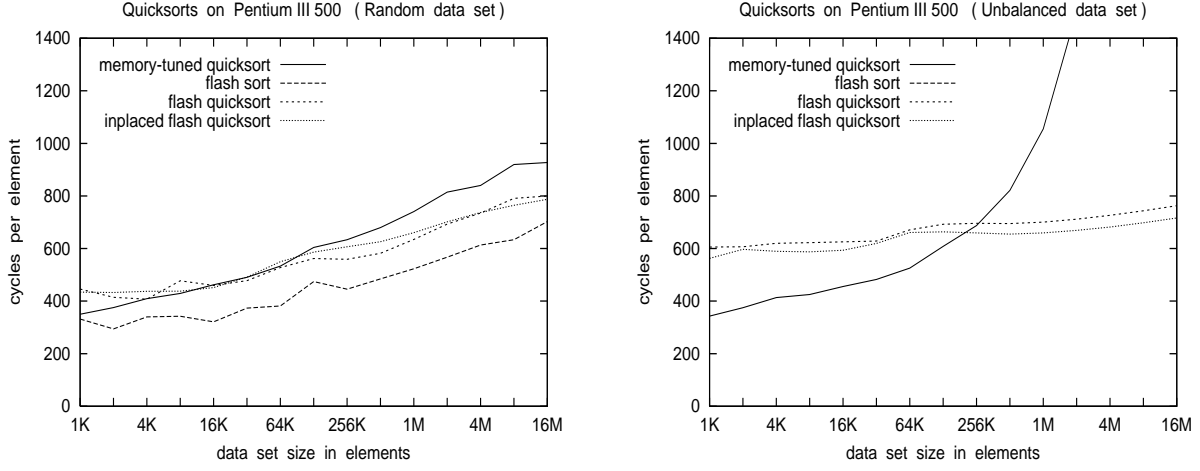 Quicksorts on Pentium III 500 ( Random data set )
1400
1200
1000
800
600
400
200
0
cycles per element
memory-tuned quicksort
flash sort
flash quicksort
inplaced flash quicksort
1K 4K 16K 64K 256K 1M 4M 16M
data set size in elements
Quicksorts on Pentium III 500 ( Unbalanced data set )
1400
1200
1000
800
600
400
200
0
cycles per element
memory-tuned quicksort
flash sort
flash quicksort
inplaced flash quicksort
1K 4K 16K 64K 256K 1M 4M 16M
data set size in elements